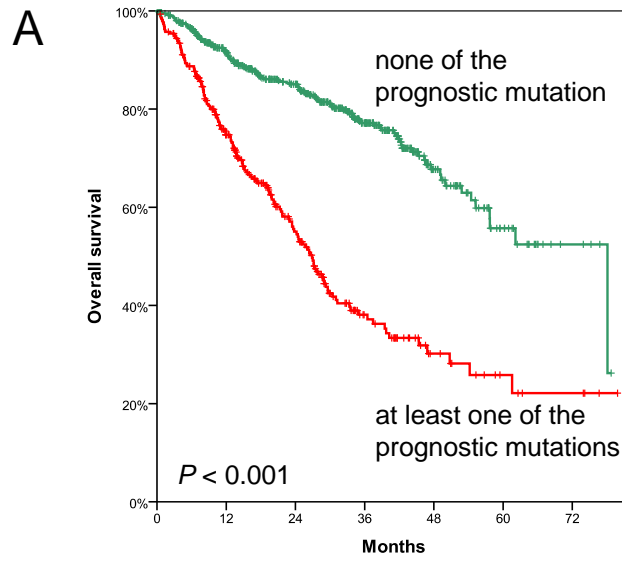 A
100%
80%
60%
40%
20%
0%
Overall survival
none of the
prognostic mutation
at least one of the
prognostic mutations
P < 0.001
0 12 24 36 48 60 72
Months